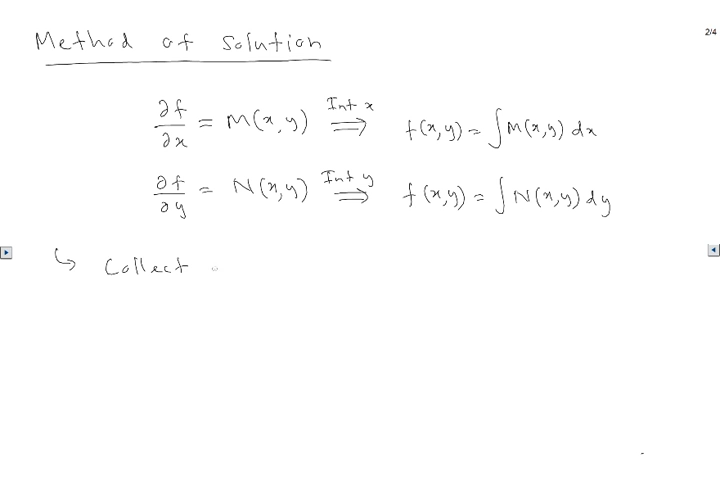 Method of Solution
2/4
∂f/∂x = M(x,y) Int x ⟹ f(x,y) = ∫M(x,y) dx
∂f/∂y = N(x,y) Int y ⟹ f(x,y) = ∫N(x,y) dy
↳ Collect